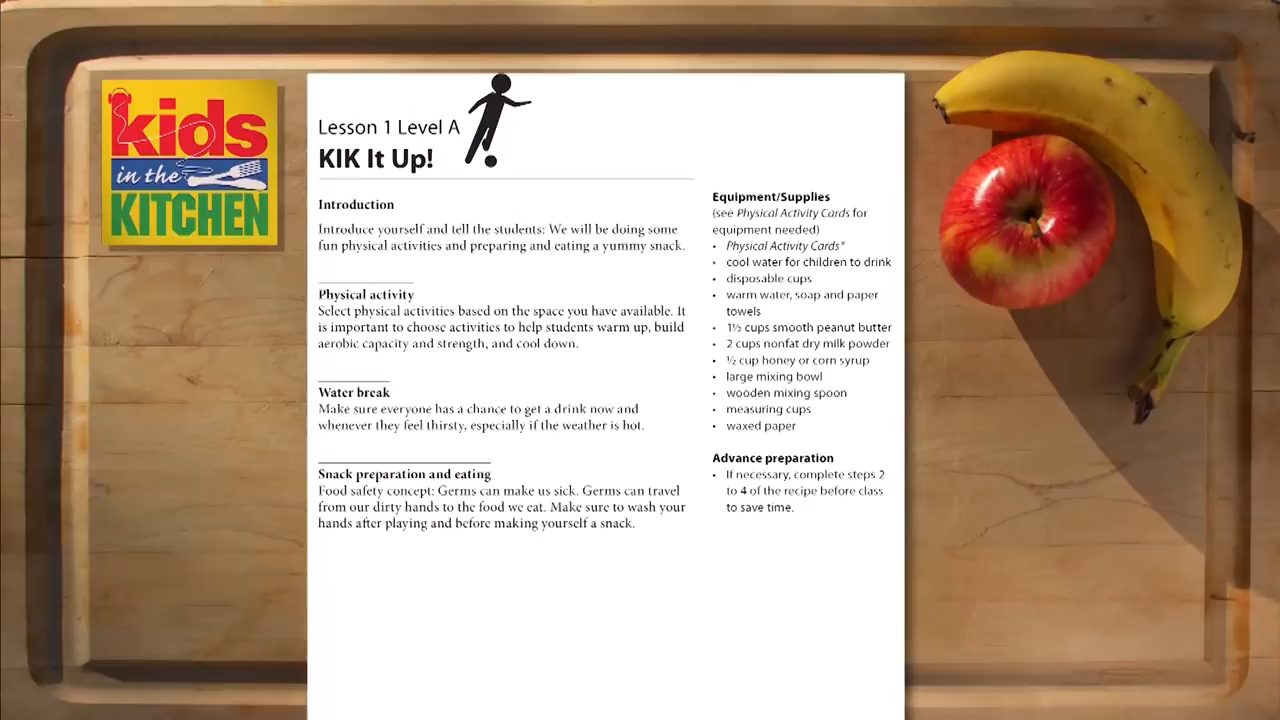 kids
in the
KITCHEN
Lesson 1 Level A
KIK It Up!
Introduction
Introduce yourself and tell the students: We will be doing some
fun physical activities and preparing and eating a yummy snack.
Physical activity
Select physical activities based on the space you have available. It
is important to choose activities to help students warm up, build
aerobic capacity and strength, and cool down.
Water break
Make sure everyone has a chance to get a drink now and
whenever they feel thirsty, especially if the weather is hot.
Snack preparation and eating
Food safety concept: Germs can make us sick. Germs can travel
from our dirty hands to the food we eat. Make sure to wash your
hands after playing and before making yourself a snack.
Equipment/Supplies
(see Physical Activity Cards for
equipment needed)
• Physical Activity Cards*
• cool water for children to drink
• disposable cups
• warm water, soap and paper
towels
• 1½ cups smooth peanut butter
• 2 cups nonfat dry milk powder
• ½ cup honey or corn syrup
• large mixing bowl
• wooden mixing spoon
• measuring cups
• waxed paper
Advance preparation
• If necessary, complete steps 2
to 4 of the recipe before class
to save time.